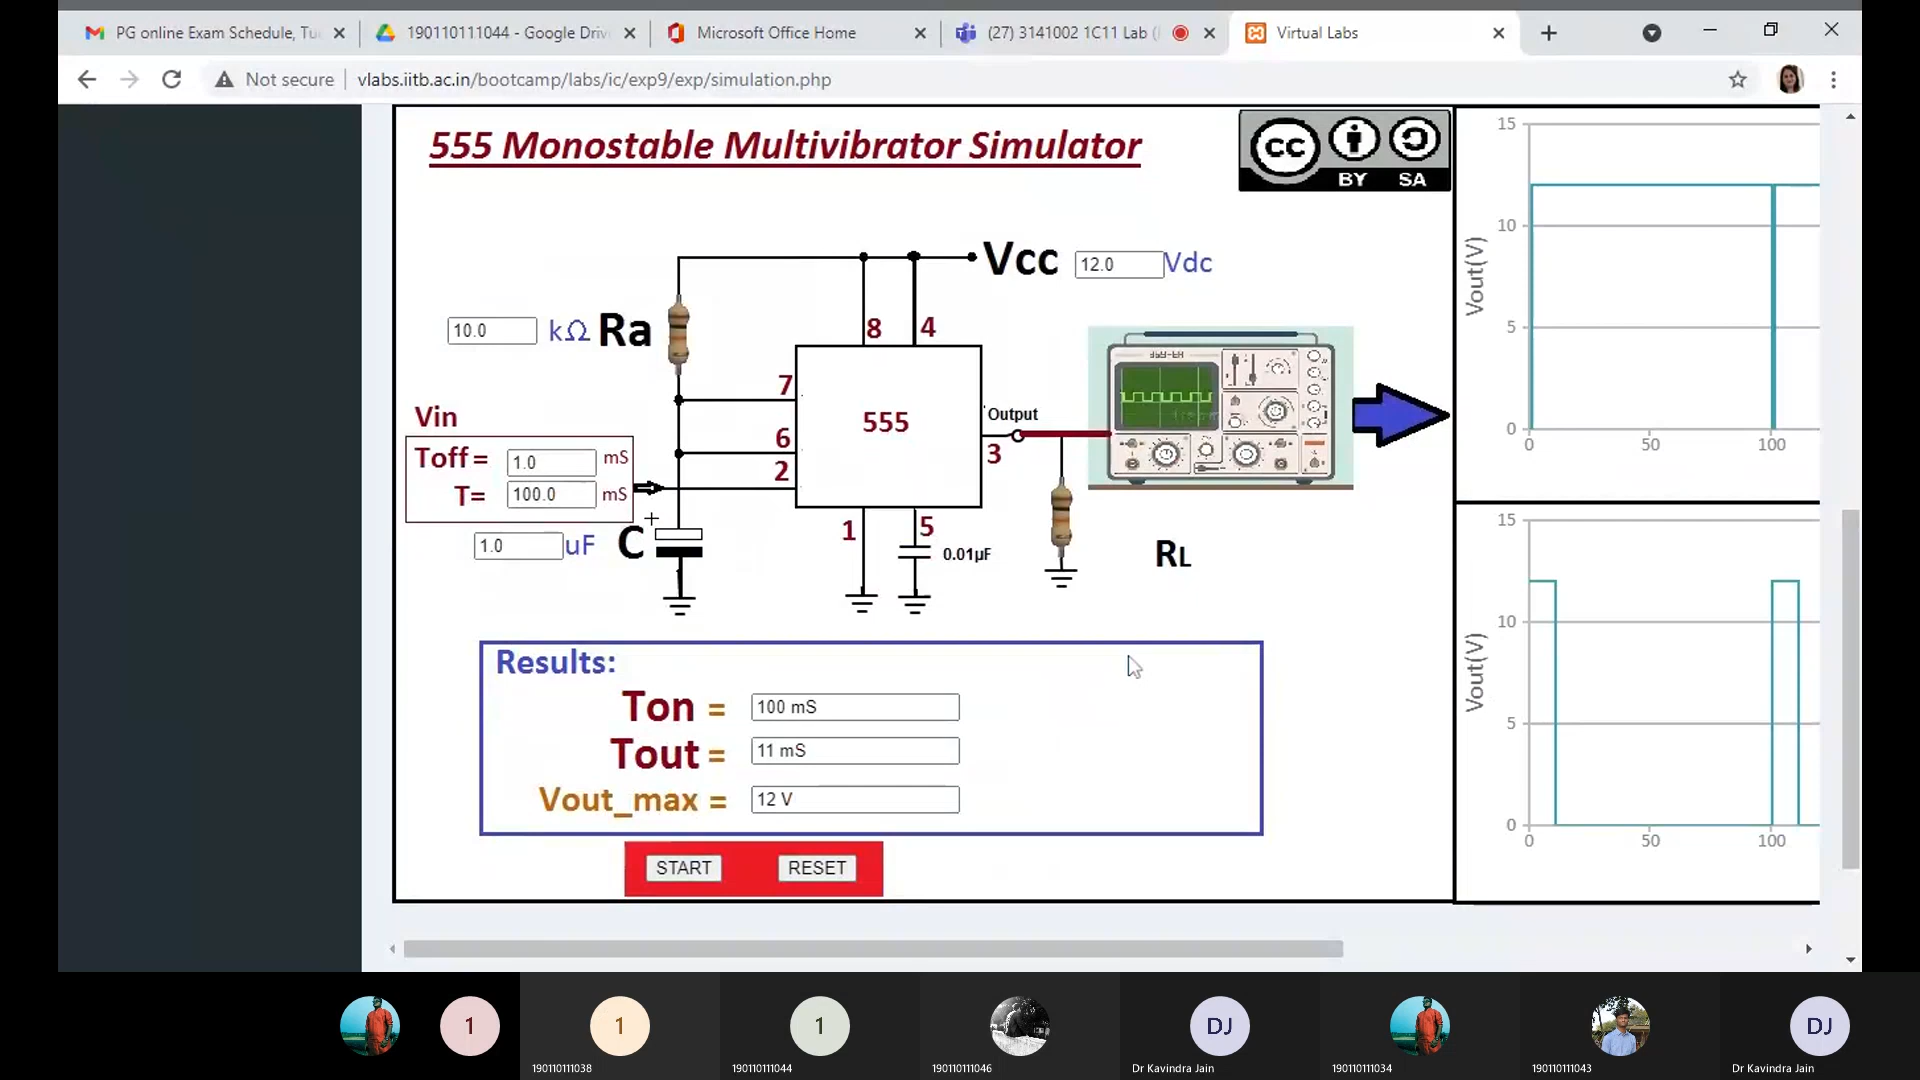 PG online Exam Schedule, Tu
190110111044 - Google Driv
Microsoft Office Home
(27) 3141002 1C11 Lab (
Virtual Labs
Not secure
vlabs.iitb.ac.in/bootcamp/labs/ic/exp9/exp/simulation.php
555 Monostable Multivibrator Simulator
cc
BY SA
Vcc 12.0 Vdc
10.0 kΩ Ra
8 4
7
Vin
Toff = 1.0 mS
T= 100.0 mS
6
2
555
Output
3
+
1.0 uF C
1
5
0.01µF
RL
Results:
Ton = 100 mS
Tout = 11 mS
Vout_max = 12 V
START RESET
15
10
5
0
Vout(V)
0 50 100
15
10
5
0
Vout(V)
0 50 100
1
1
1
DJ
DJ
190110111038
190110111044
190110111046
Dr Kavindra Jain
190110111034
190110111043
Dr Kavindra Jain